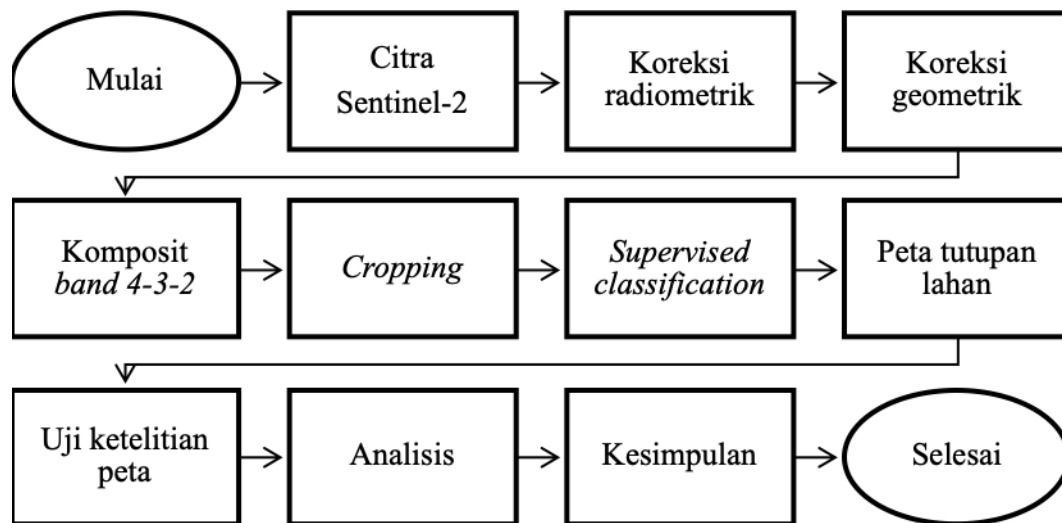 Mulai
Citra
Sentinel-2
Koreksi
radiometrik
Koreksi
geometrik
Komposit
band 4-3-2
Cropping
Supervised
classification
Peta tutupan
lahan
Uji ketelitian
peta
Analisis
Kesimpulan
Selesai